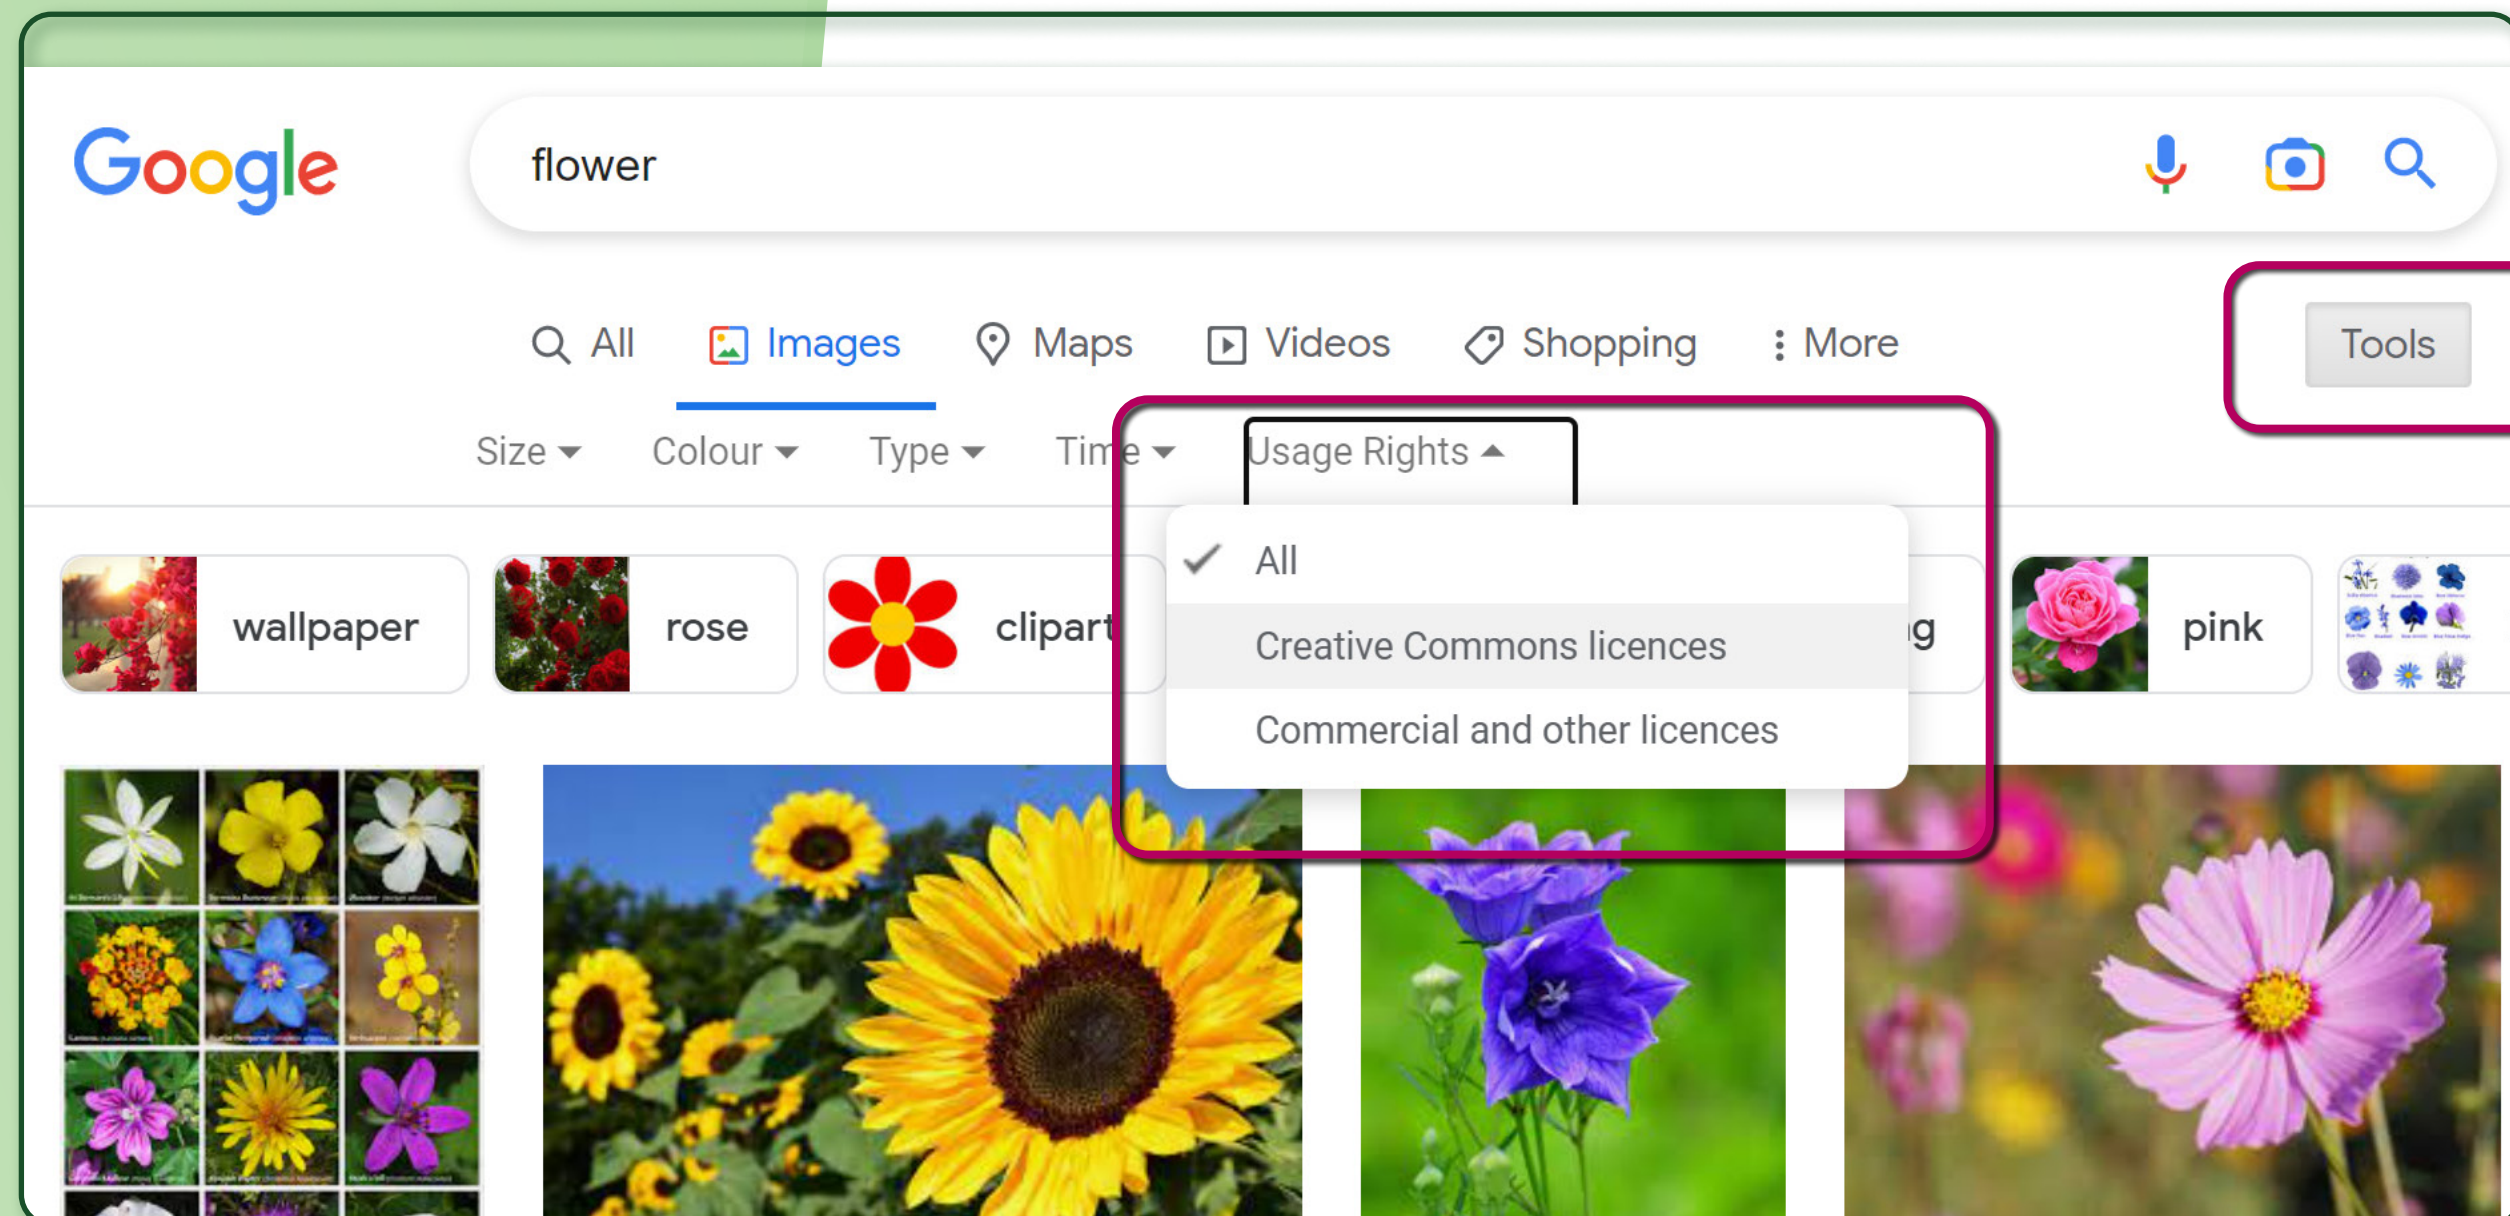 Google
flower
All Images Maps Videos Shopping More Tools
Size Colour Type Time Usage Rights
All
Creative Commons licences
Commercial and other licences
wallpaper rose clipart pink